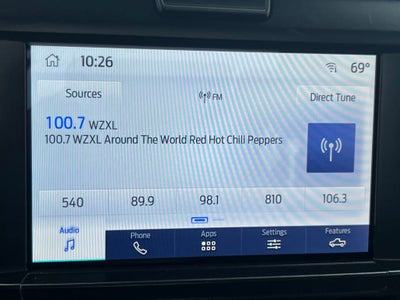 10:26 69°
Sources FM Direct Tune
100.7 WZXL
100.7 WZXL Around The World Red Hot Chili Peppers
540 89.9 98.1 810 106.3
Audio Phone Apps Settings Features